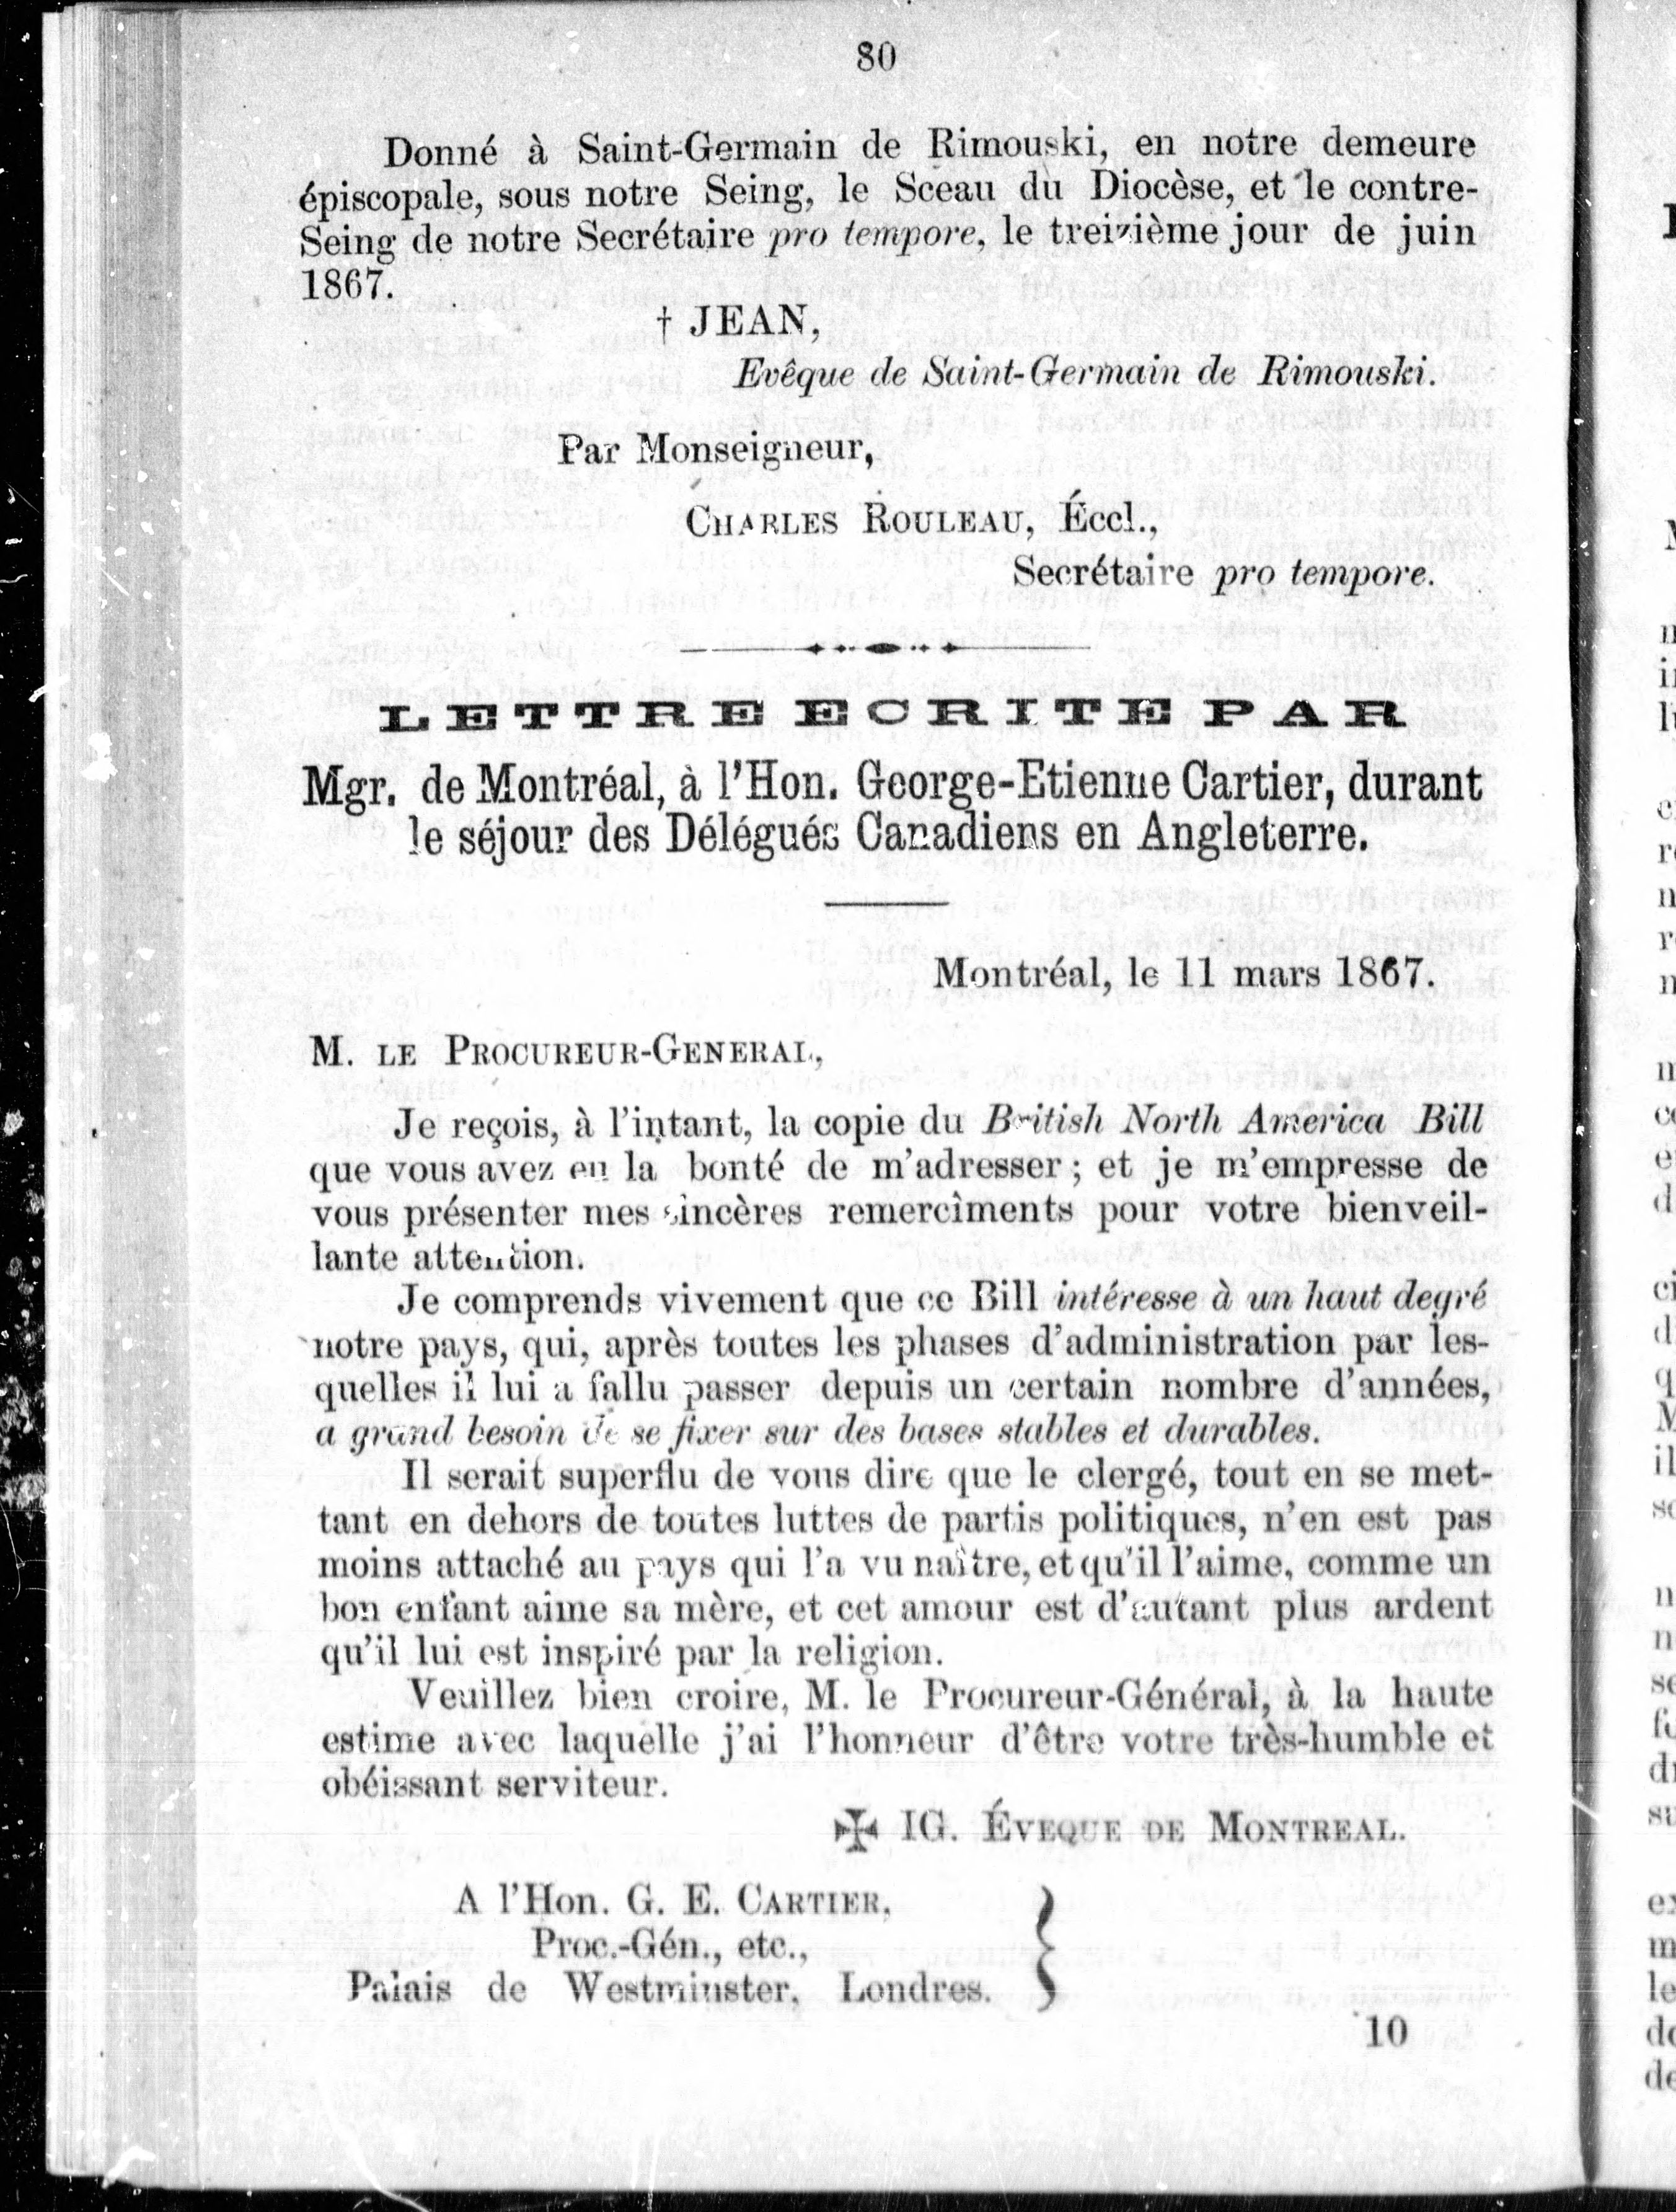 80
Donné à Saint-Germain de Rimouski, en notre demeure
épiscopale, sous notre Seing, le Sceau du Diocèse, et le contre-
Seing de notre Secrétaire pro tempore, le treizième jour de juin
1867.
† JEAN,
Evêque de Saint-Germain de Rimouski.
Par Monseigneur,
CHARLES ROULEAU, Éccl.,
Secrétaire pro tempore.
LETTRE ECRITE PAR
Mgr. de Montréal, à l'Hon. George-Etienne Cartier, durant
le séjour des Délégués Canadiens en Angleterre.
Montréal, le 11 mars 1867.
M. LE PROCUREUR-GENERAL,
Je reçois, à l'intant, la copie du British North America Bill
que vous avez eu la bonté de m'adresser ; et je m'empresse de
vous présenter mes sincères remercîments pour votre bienveil-
lante attention.
Je comprends vivement que ce Bill intéresse à un haut degré
notre pays, qui, après toutes les phases d'administration par les-
quelles il lui a fallu passer depuis un certain nombre d'années,
a grand besoin de se fixer sur des bases stables et durables.
Il serait superflu de vous dire que le clergé, tout en se met-
tant en dehors de toutes luttes de partis politiques, n'en est pas
moins attaché au pays qui l'a vu naître, et qu'il l'aime, comme un
bon enfant aime sa mère, et cet amour est d'autant plus ardent
qu'il lui est inspiré par la religion.
Veuillez bien croire, M. le Procureur-Général, à la haute
estime avec laquelle j'ai l'honneur d'être votre très-humble et
obéissant serviteur.
✠ IG. ÉVEQUE DE MONTREAL.
A l'Hon. G. E. CARTIER,
Proc.-Gén., etc.,
Palais de Westminster, Londres.
10